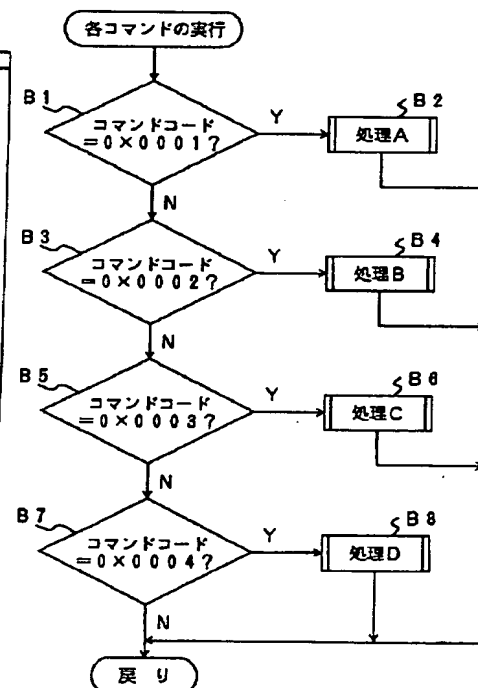 各コマンドの実行
B1
コマンドコード
=0×0001?
Y
B2
処理A
N
B3
コマンドコード
=0×0002?
Y
B4
処理B
N
B5
コマンドコード
=0×0003?
Y
B6
処理C
N
B7
コマンドコード
=0×0004?
Y
B8
処理D
N
戻り